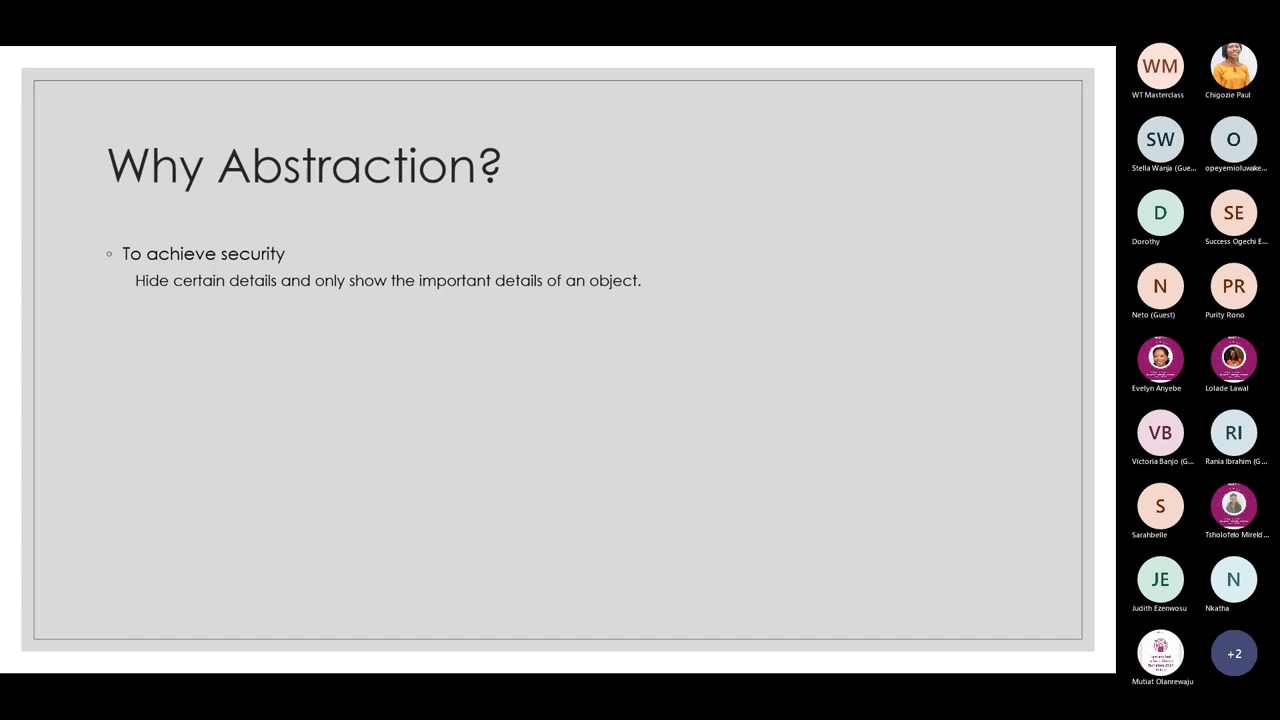 Why Abstraction?
◦ To achieve security
Hide certain details and only show the important details of an object.
WM
WT Masterclass
Chigozie Paul
SW
O
Stella Wanja (Gue...
opeyemioluwake...
D
SE
Dorothy
Success Ogechi E...
N
PR
Neto (Guest)
Purity Rono
Evelyn Anyebe
Lolade Lawal
VB
RI
Victoria Banjo (G...
Rania Ibrahim (G...
S
Sarahbelle
Tsholofelo Mireld...
JE
N
Judith Ezenwosu
Nkatha
+2
Mutiat Olanrewaju